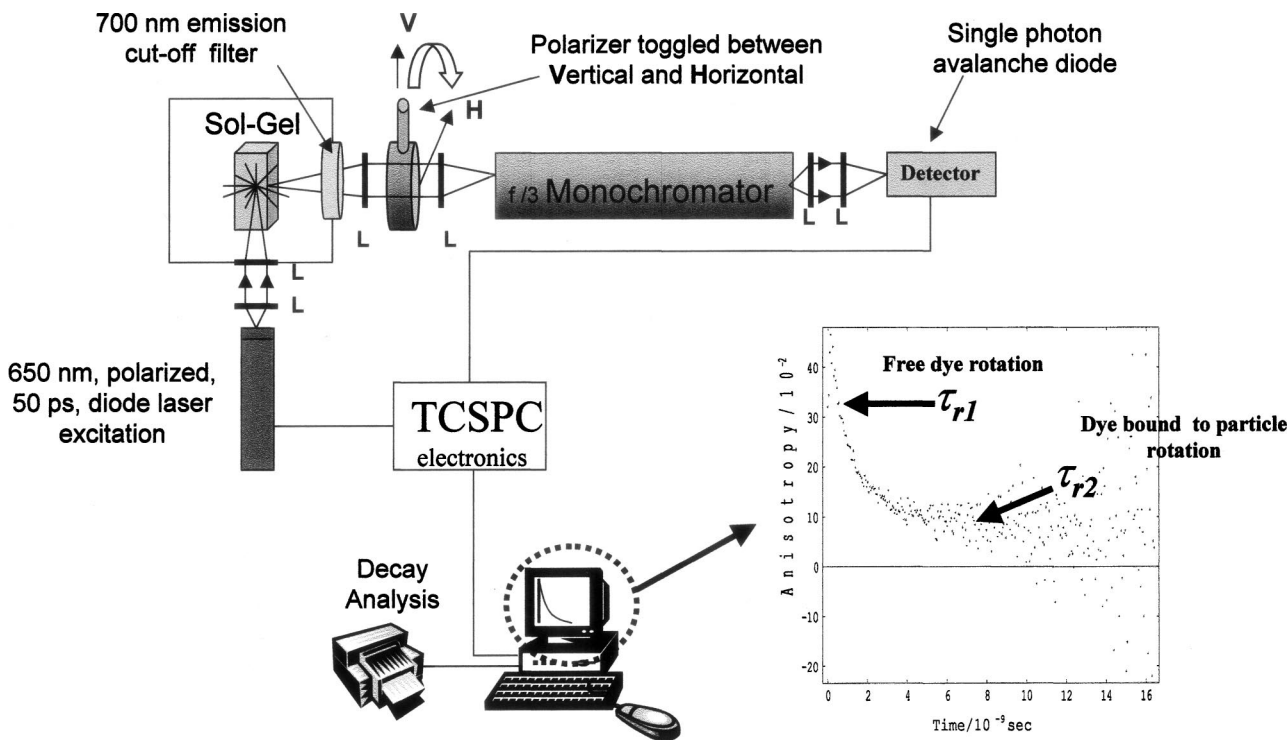 700 nm emission
cut-off filter
V
Polarizer toggled between
Vertical and Horizontal
H
Single photon
avalanche diode
Sol-Gel
f /3 Monochromator
Detector
L
L
L
L
L
L
650 nm, polarized,
50 ps, diode laser
excitation
TCSPC
electronics
Decay
Analysis
Free dye rotation
τr1
Dye bound to particle
rotation
τr2
Anisotropy/10⁻²
40
30
20
10
0
-10
-20
0 2 4 6 8 10 12 14 16
Time/10⁻⁹sec